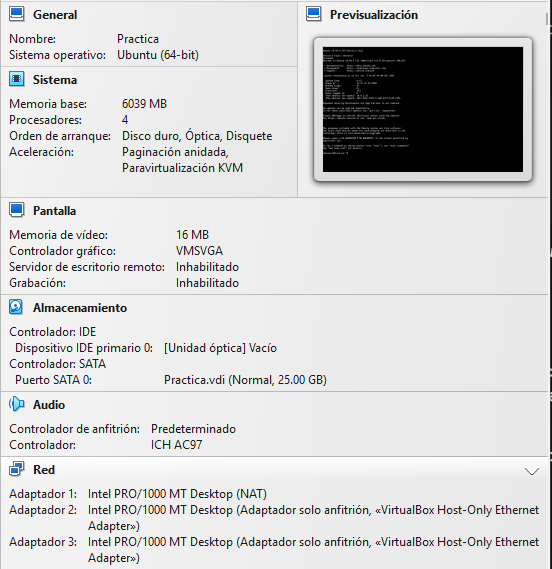 General
Nombre: Practica
Sistema operativo: Ubuntu (64-bit)
Previsualización
Sistema
Memoria base: 6039 MB
Procesadores: 4
Orden de arranque: Disco duro, Óptica, Disquete
Aceleración: Paginación anidada,
Paravirtualización KVM
Pantalla
Memoria de vídeo: 16 MB
Controlador gráfico: VMSVGA
Servidor de escritorio remoto: Inhabilitado
Grabación: Inhabilitado
Almacenamiento
Controlador: IDE
Dispositivo IDE primario 0: [Unidad óptica] Vacío
Controlador: SATA
Puerto SATA 0: Practica.vdi (Normal, 25.00 GB)
Audio
Controlador de anfitrión: Predeterminado
Controlador: ICH AC97
Red
Adaptador 1: Intel PRO/1000 MT Desktop (NAT)
Adaptador 2: Intel PRO/1000 MT Desktop (Adaptador solo anfitrión, «VirtualBox Host-Only Ethernet
Adapter»)
Adaptador 3: Intel PRO/1000 MT Desktop (Adaptador solo anfitrión, «VirtualBox Host-Only Ethernet
Adapter»)